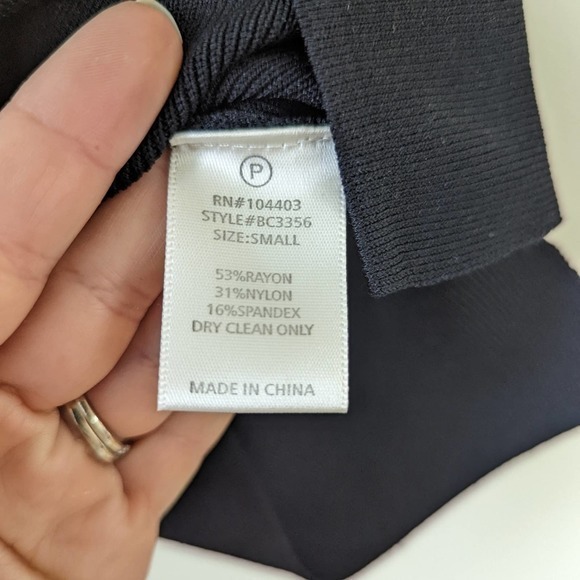 P
RN#104403
STYLE#BC3356
SIZE:SMALL
53%RAYON
31%NYLON
16%SPANDEX
DRY CLEAN ONLY
MADE IN CHINA